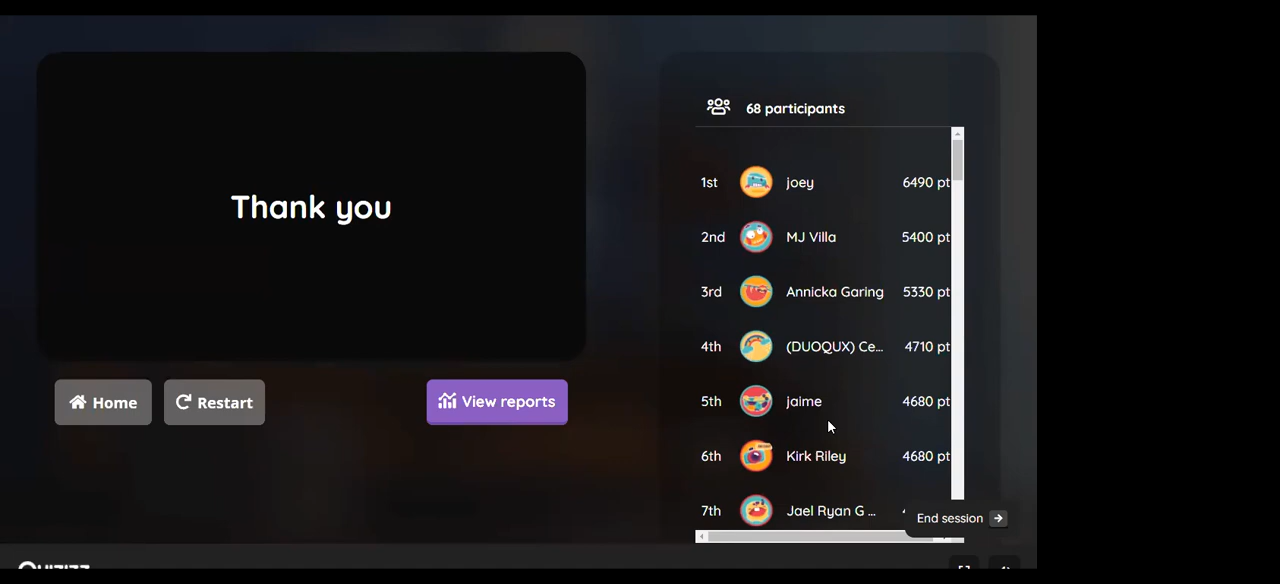 Thank you
Home
Restart
View reports
68 participants
1st joey 6490 pt
2nd MJ Villa 5400 pt
3rd Annicka Garing 5330 pt
4th (DUOQUX) Ce... 4710 pt
5th jaime 4680 pt
6th Kirk Riley 4680 pt
7th Jael Ryan G ...
End session